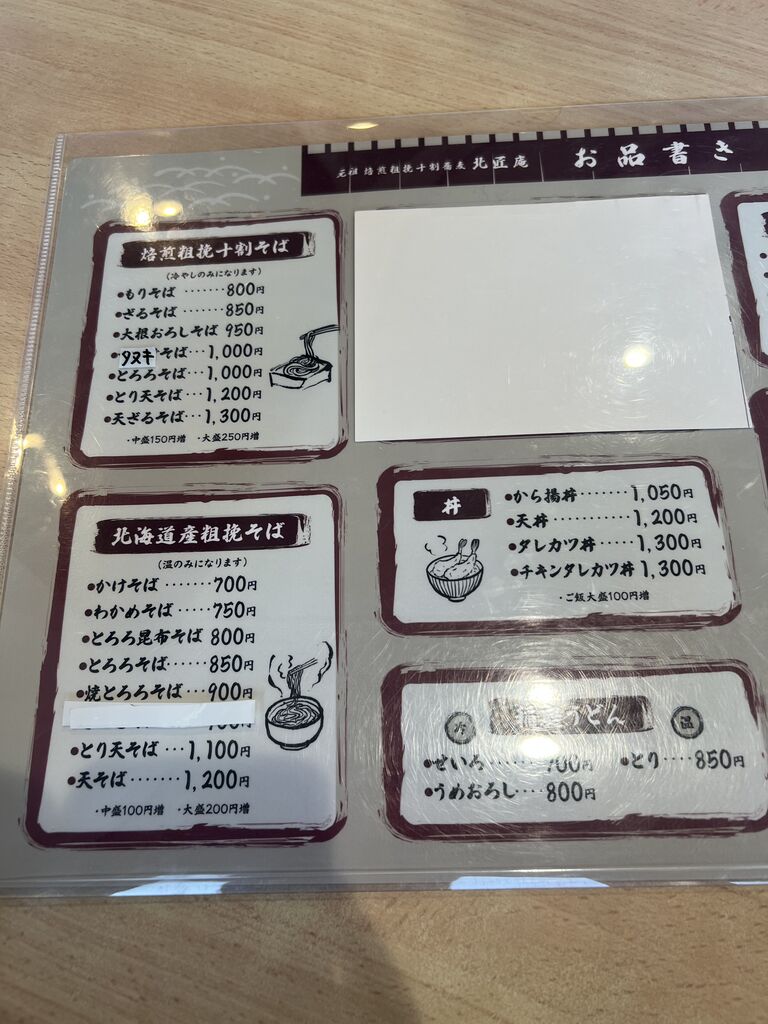 元祖 焙煎粗挽十割蕎麦 北匠庵 お品書き
焙煎粗挽十割そば
(冷やしのみになります)
•もりそば ·······800円
•ざるそば ······850円
•大根おろしそば 950円
•タヌキそば···1,000円
•とろろそば···1,000円
•とり天そば···1,200円
•天ざるそば···1,300円
・中盛150円増 ・大盛250円増
北海道産粗挽そば
(温のみになります)
•かけそば ·······700円
•わかめそば ·····750円
•とろろ昆布そば 800円
•とろろそば······850円
•焼とろろそば···900円
•とり天そば ···1,100円
•天そば·······1,200円
・中盛100円増 ・大盛200円増
丼
•から揚丼·······1,050円
•天丼·········1,200円
•タレカツ丼·····1,300円
•チキンタレカツ丼 1,300円
・ご飯大盛100円増
うどん
冷
温
•せいろ······700円 •とり····850円
•うめおろし···800円